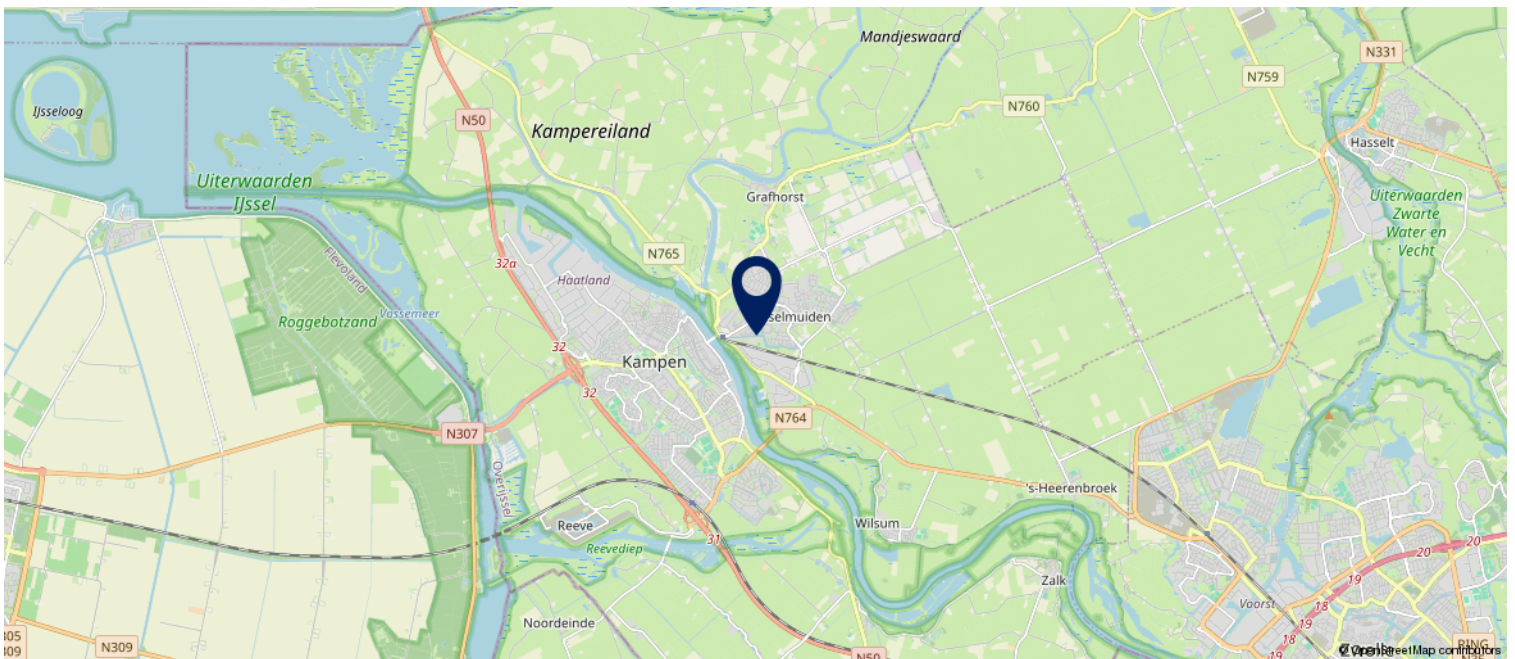 Mandjeswaard
N331
N759
IJsseloog
N760
N50
Kampereiland
Hasselt
Uiterwaarden
IJssel
Grafhorst
Uiterwaarden
Zwarte
Water en
Vecht
N765
32a
Flevoland
Haatland
Vossemeer
Roggebotzand
selmuiden
32
Kampen
32
N764
N307
Overijssel
's-Heerenbroek
Reeve
Wilsum
31
Reevediep
20
20
Zalk
19
Voorst
18
Noordeinde
18
N309
N50
19
RING
© OpenStreetMap contributors